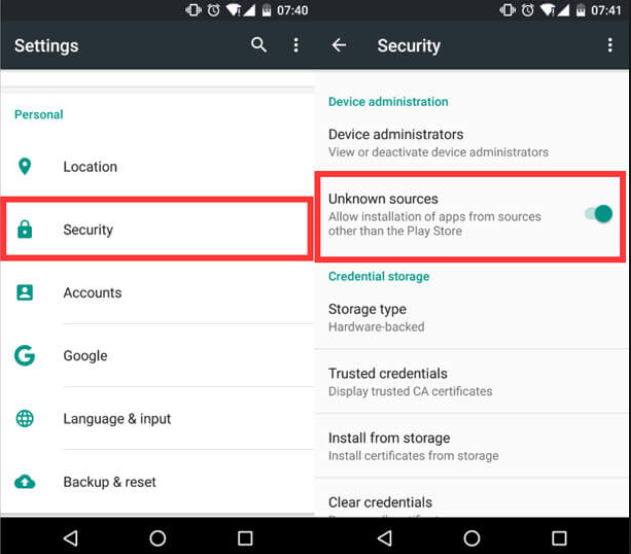 07:40
Settings
Personal
Location
Security
Accounts
Google
Language & input
Backup & reset
07:41
Security
Device administration
Device administrators
View or deactivate device administrators
Unknown sources
Allow installation of apps from sources
other than the Play Store
Credential storage
Storage type
Hardware-backed
Trusted credentials
Display trusted CA certificates
Install from storage
Install certificates from storage
Clear credentials